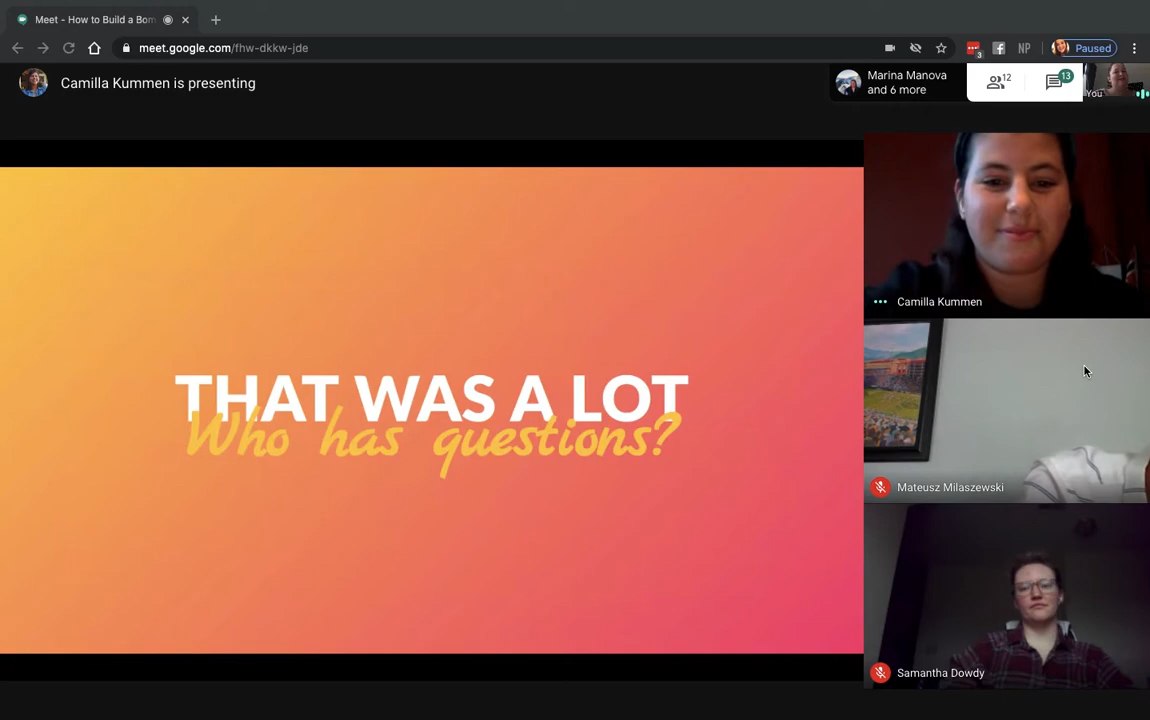 Meet - How to Build a Bom
meet.google.com/fhw-dkkw-jde
3
NP
Paused
Camilla Kummen is presenting
Marina Manova
and 6 more
12
13
You
THAT WAS A LOT
Who has questions?
Camilla Kummen
Mateusz Milaszewski
Samantha Dowdy